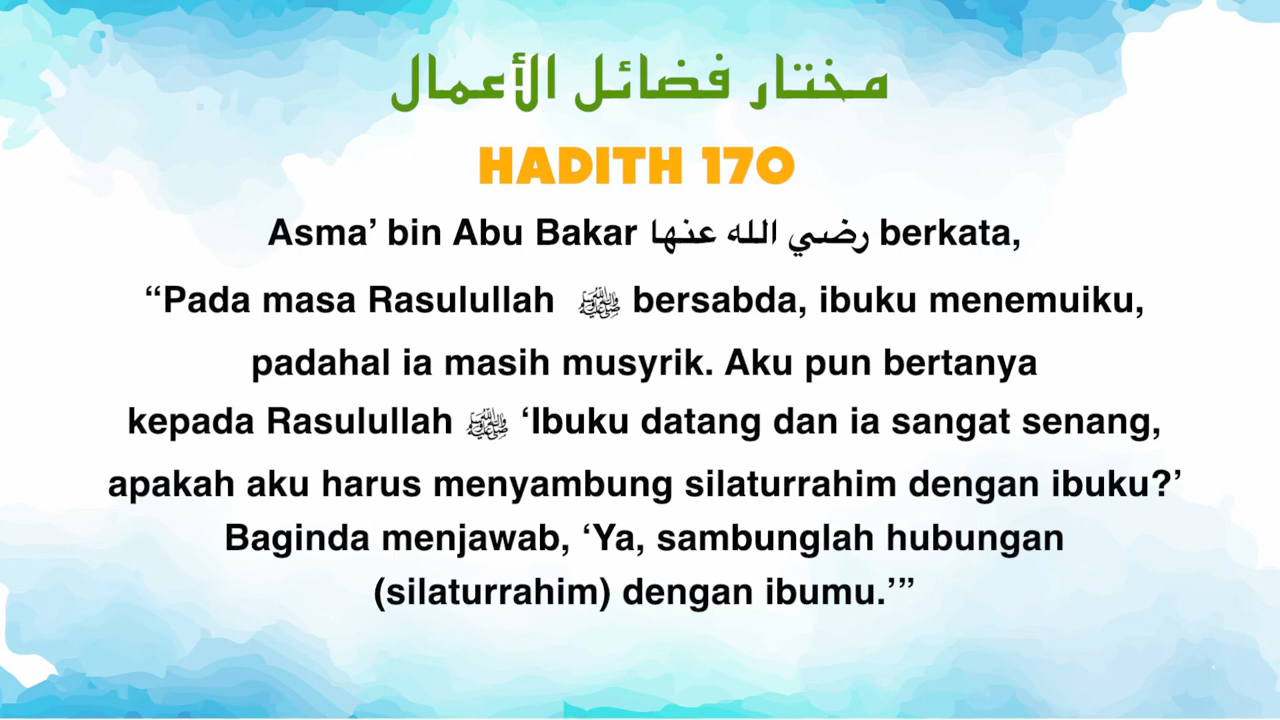 مختار فضائل الأعمال
HADITH 170
Asma’ bin Abu Bakar رضي الله عنها berkata,
“Pada masa Rasulullah ﷺ bersabda, ibuku menemuiku,
padahal ia masih musyrik. Aku pun bertanya
kepada Rasulullah ﷺ ‘Ibuku datang dan ia sangat senang,
apakah aku harus menyambung silaturrahim dengan ibuku?’
Baginda menjawab, ‘Ya, sambunglah hubungan
(silaturrahim) dengan ibumu.’”